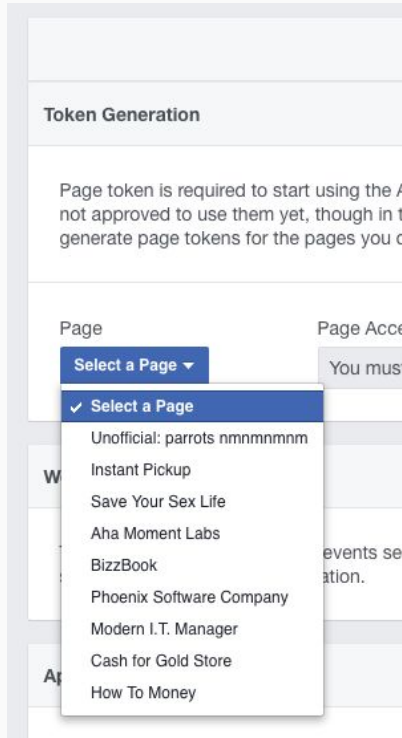 Token Generation
Page token is required to start using the
not approved to use them yet, though in
generate page tokens for the pages you
Page
Page Acce
Select a Page
You must
Select a Page
Unofficial: parrots nmnmnmnm
Instant Pickup
Save Your Sex Life
Aha Moment Labs
BizzBook
Phoenix Software Company
Modern I.T. Manager
Cash for Gold Store
How To Money
W
events se
ation.
Ap